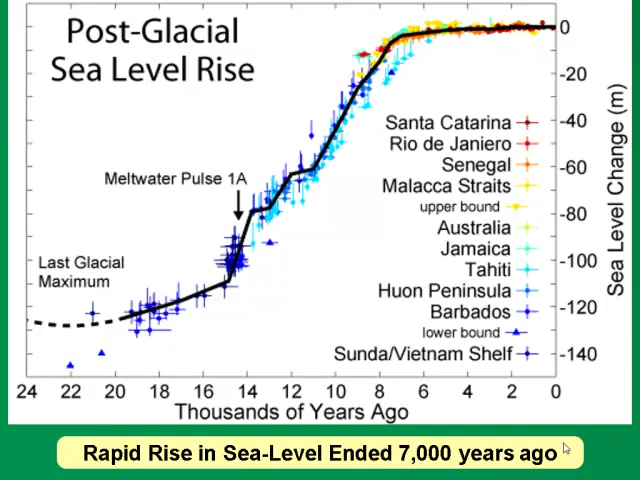 Post-Glacial
Sea Level Rise
Meltwater Pulse 1A
Last Glacial
Maximum
Santa Catarina
Rio de Janiero
Senegal
Malacca Straits
upper bound
Australia
Jamaica
Tahiti
Huon Peninsula
Barbados
lower bound
Sunda/Vietnam Shelf
0
-20
-40
-60
-80
-100
-120
-140
Sea Level Change (m)
24 22 20 18 16 14 12 10 8 6 4 2 0
Thousands of Years Ago
Rapid Rise in Sea-Level Ended 7,000 years ago